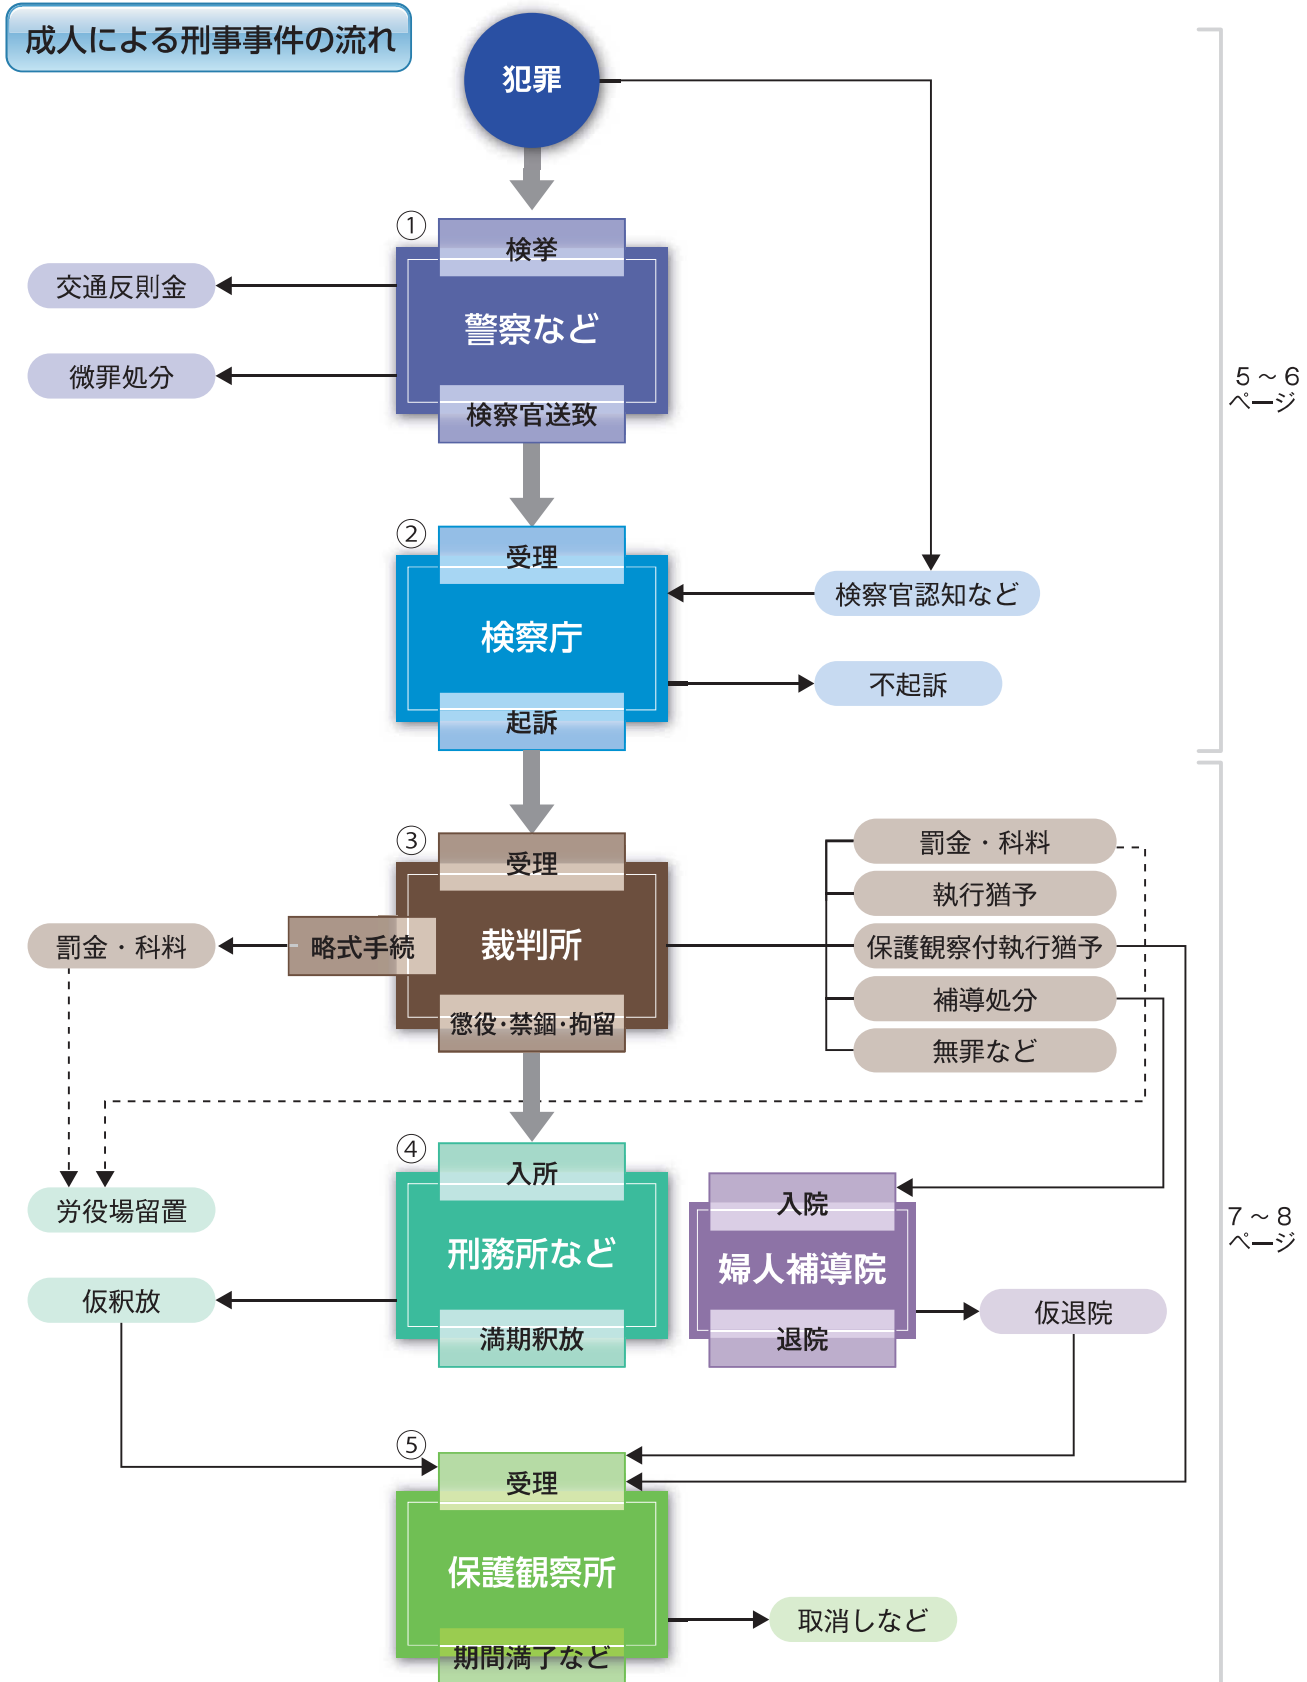 成人による刑事事件の流れ
犯罪
①
検挙
警察など
検察官送致
交通反則金
微罪処分
5～6
ページ
②
受理
検察庁
起訴
検察官認知など
不起訴
③
受理
裁判所
略式手続
懲役・禁錮・拘留
罰金・科料
罰金・科料
執行猶予
保護観察付執行猶予
補導処分
無罪など
④
入所
刑務所など
満期釈放
労役場留置
仮釈放
入院
婦人補導院
退院
仮退院
7～8
ページ
⑤
受理
保護観察所
期間満了など
取消しなど